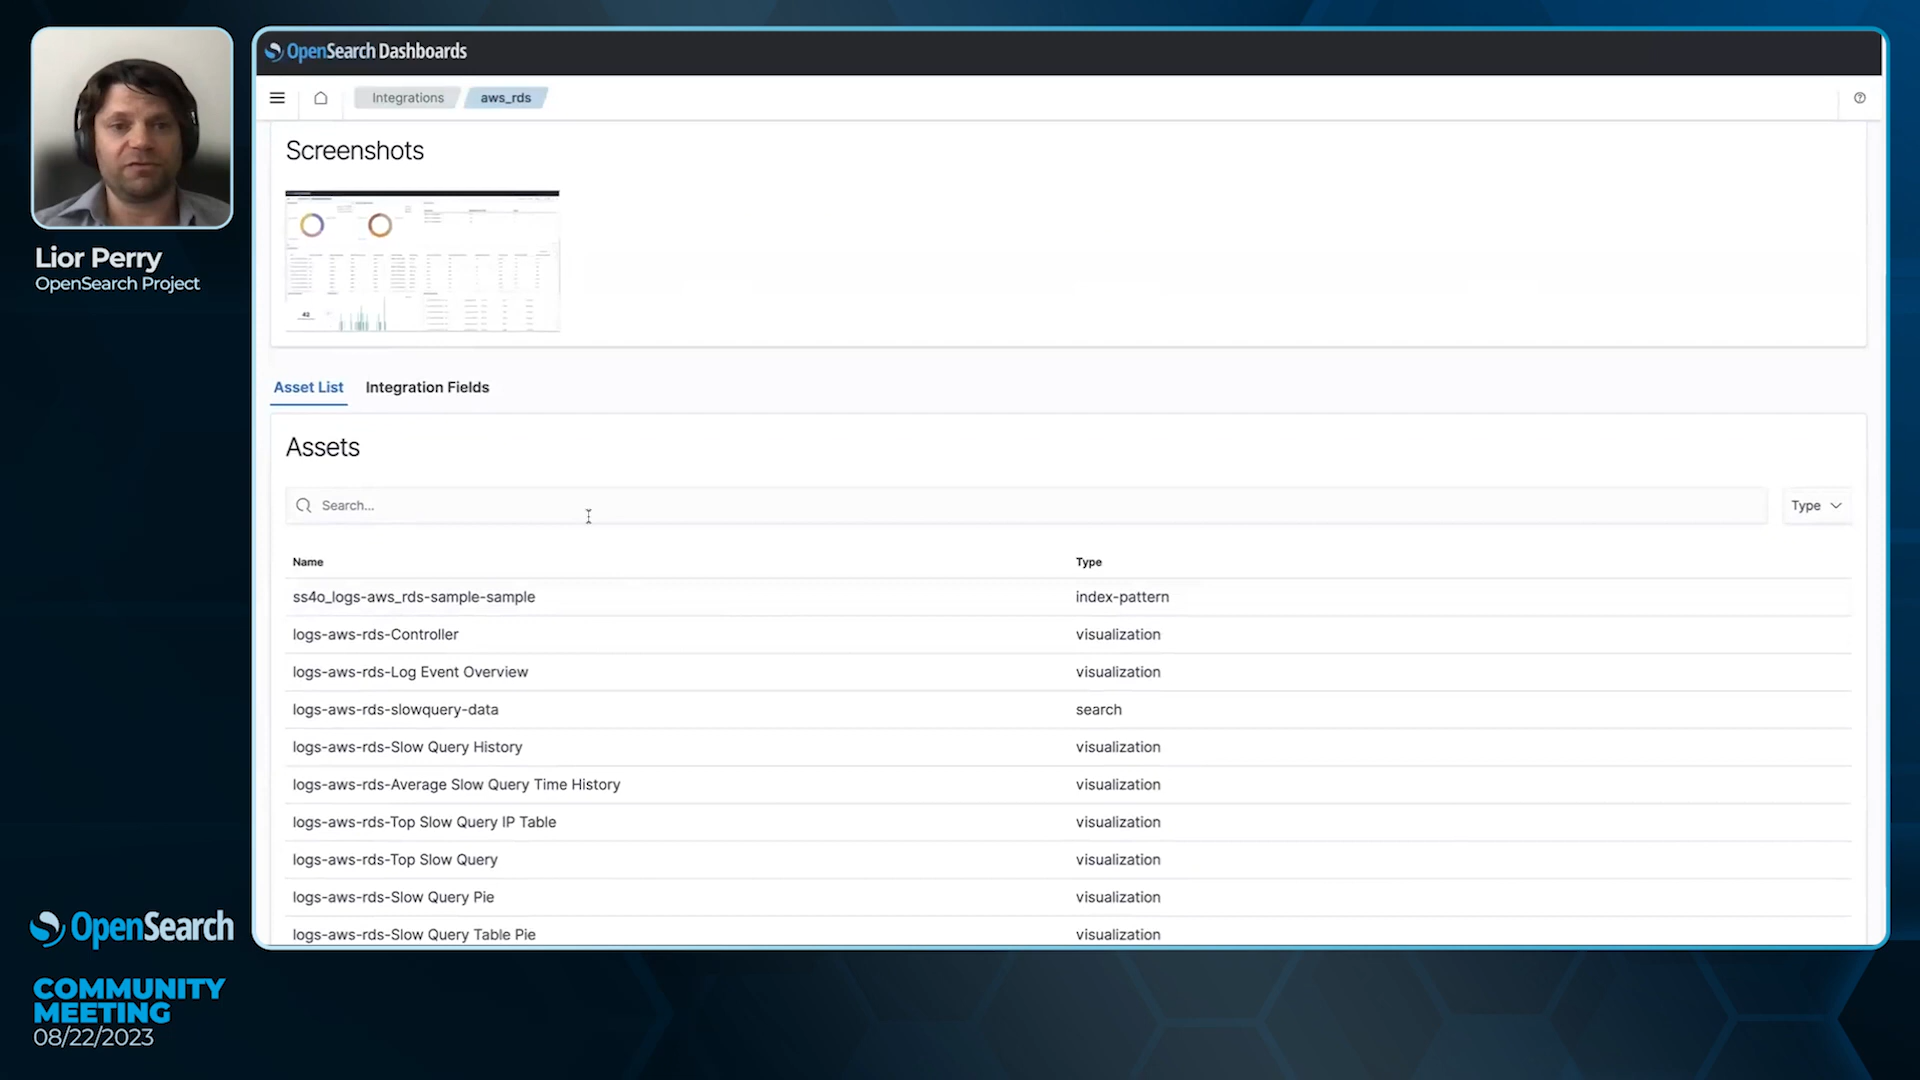 Lior Perry
OpenSearch Project
OpenSearch
COMMUNITY
MEETING
08/22/2023
OpenSearch Dashboards
Integrations
aws_rds
Screenshots
42
Asset List
Integration Fields
Assets
Search...
Type
Name Type
ss4o_logs-aws_rds-sample-sample index-pattern
logs-aws-rds-Controller visualization
logs-aws-rds-Log Event Overview visualization
logs-aws-rds-slowquery-data search
logs-aws-rds-Slow Query History visualization
logs-aws-rds-Average Slow Query Time History visualization
logs-aws-rds-Top Slow Query IP Table visualization
logs-aws-rds-Top Slow Query visualization
logs-aws-rds-Slow Query Pie visualization
logs-aws-rds-Slow Query Table Pie visualization